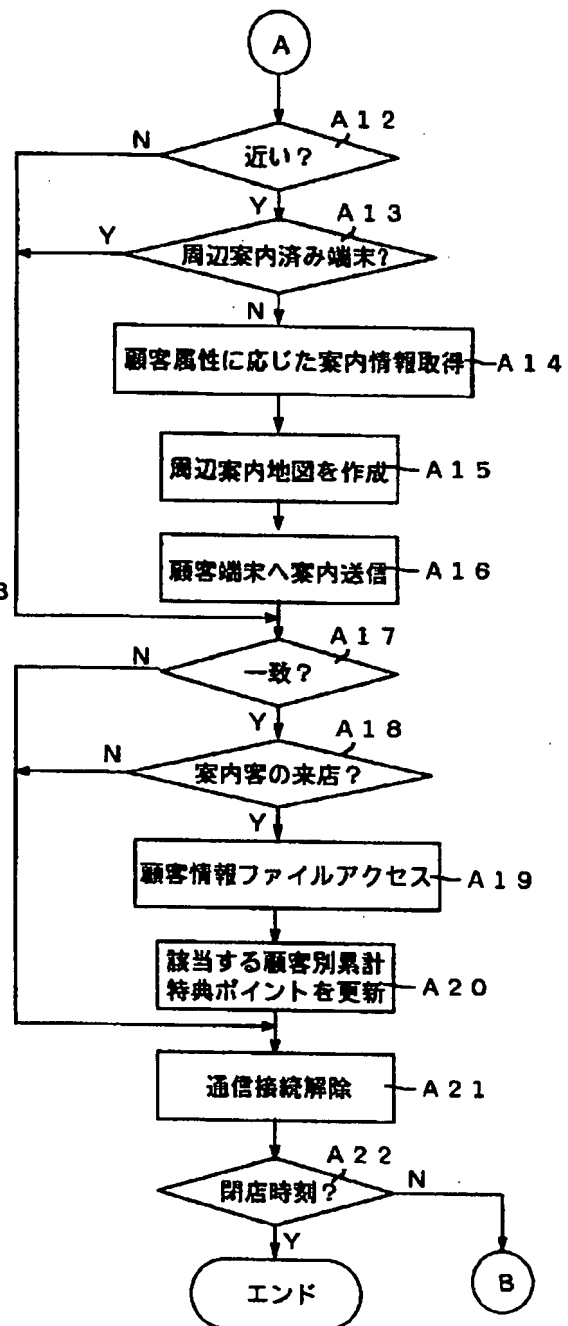 A
A12
N
近い?
Y
A13
Y
周辺案内済み端末?
N
顧客属性に応じた案内情報取得
A14
周辺案内地図を作成
A15
顧客端末へ案内送信
A16
3
A17
N
一致?
Y
A18
N
案内客の来店?
Y
顧客情報ファイルアクセス
A19
該当する顧客別累計
特典ポイントを更新
A20
通信接続解除
A21
A22
閉店時刻?
N
Y
エンド
B